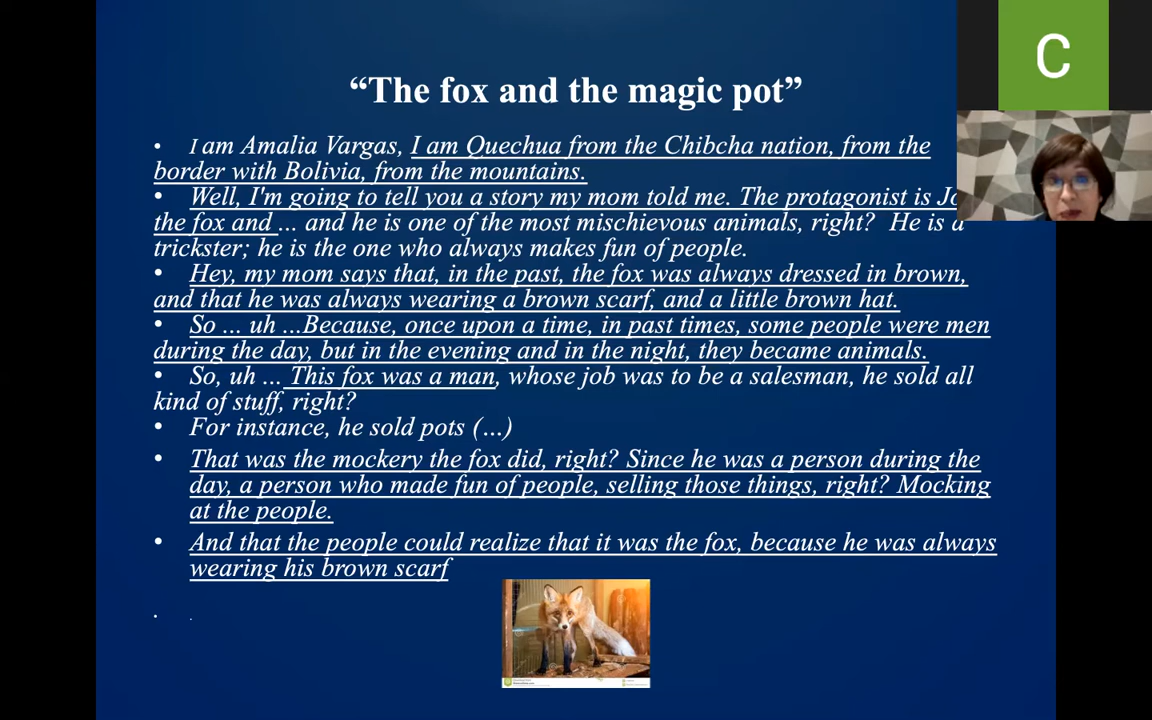 C
“The fox and the magic pot”
• I am Amalia Vargas, I am Quechua from the Chibcha nation, from the
border with Bolivia, from the mountains.
• Well, I'm going to tell you a story my mom told me. The protagonist is
the fox and ... and he is one of the most mischievous animals, right? He is a
trickster; he is the one who always makes fun of people.
• Hey, my mom says that, in the past, the fox was always dressed in brown,
and that he was always wearing a brown scarf, and a little brown hat.
• So ... uh ...Because, once upon a time, in past times, some people were men
during the day, but in the evening and in the night, they became animals.
• So, uh ... This fox was a man, whose job was to be a salesman, he sold all
kind of stuff, right?
• For instance, he sold pots (...)
• That was the mockery the fox did, right? Since he was a person during the
day, a person who made fun of people, selling those things, right? Mocking
at the people.
• And that the people could realize that it was the fox, because he was always
wearing his brown scarf
• .